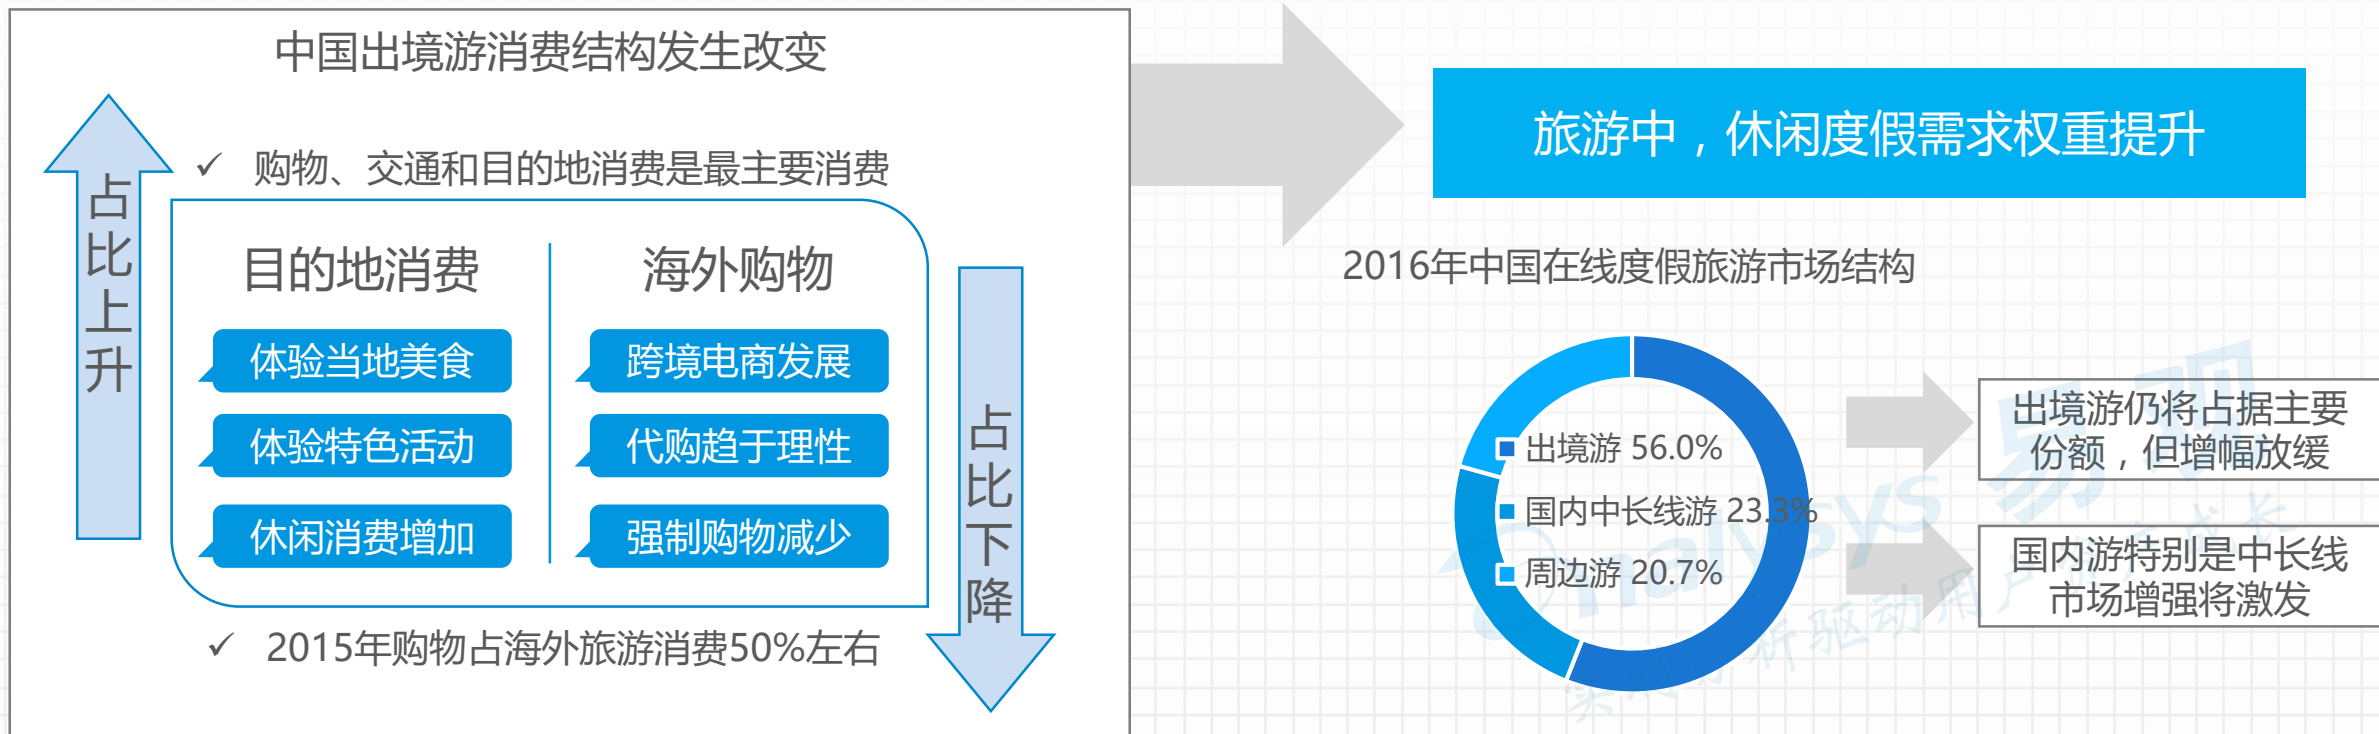 中国出境游消费结构发生改变
占比上升
✓ 购物、交通和目的地消费是最主要消费
目的地消费
体验当地美食
体验特色活动
休闲消费增加
海外购物
跨境电商发展
代购趋于理性
强制购物减少
占比下降
✓ 2015年购物占海外旅游消费50%左右
旅游中，休闲度假需求权重提升
2016年中国在线度假旅游市场结构
出境游 56.0%
国内中长线游 23.3%
周边游 20.7%
出境游仍将占据主要
份额，但增幅放缓
国内游特别是中长线
市场增强将激发
nalysys 易观